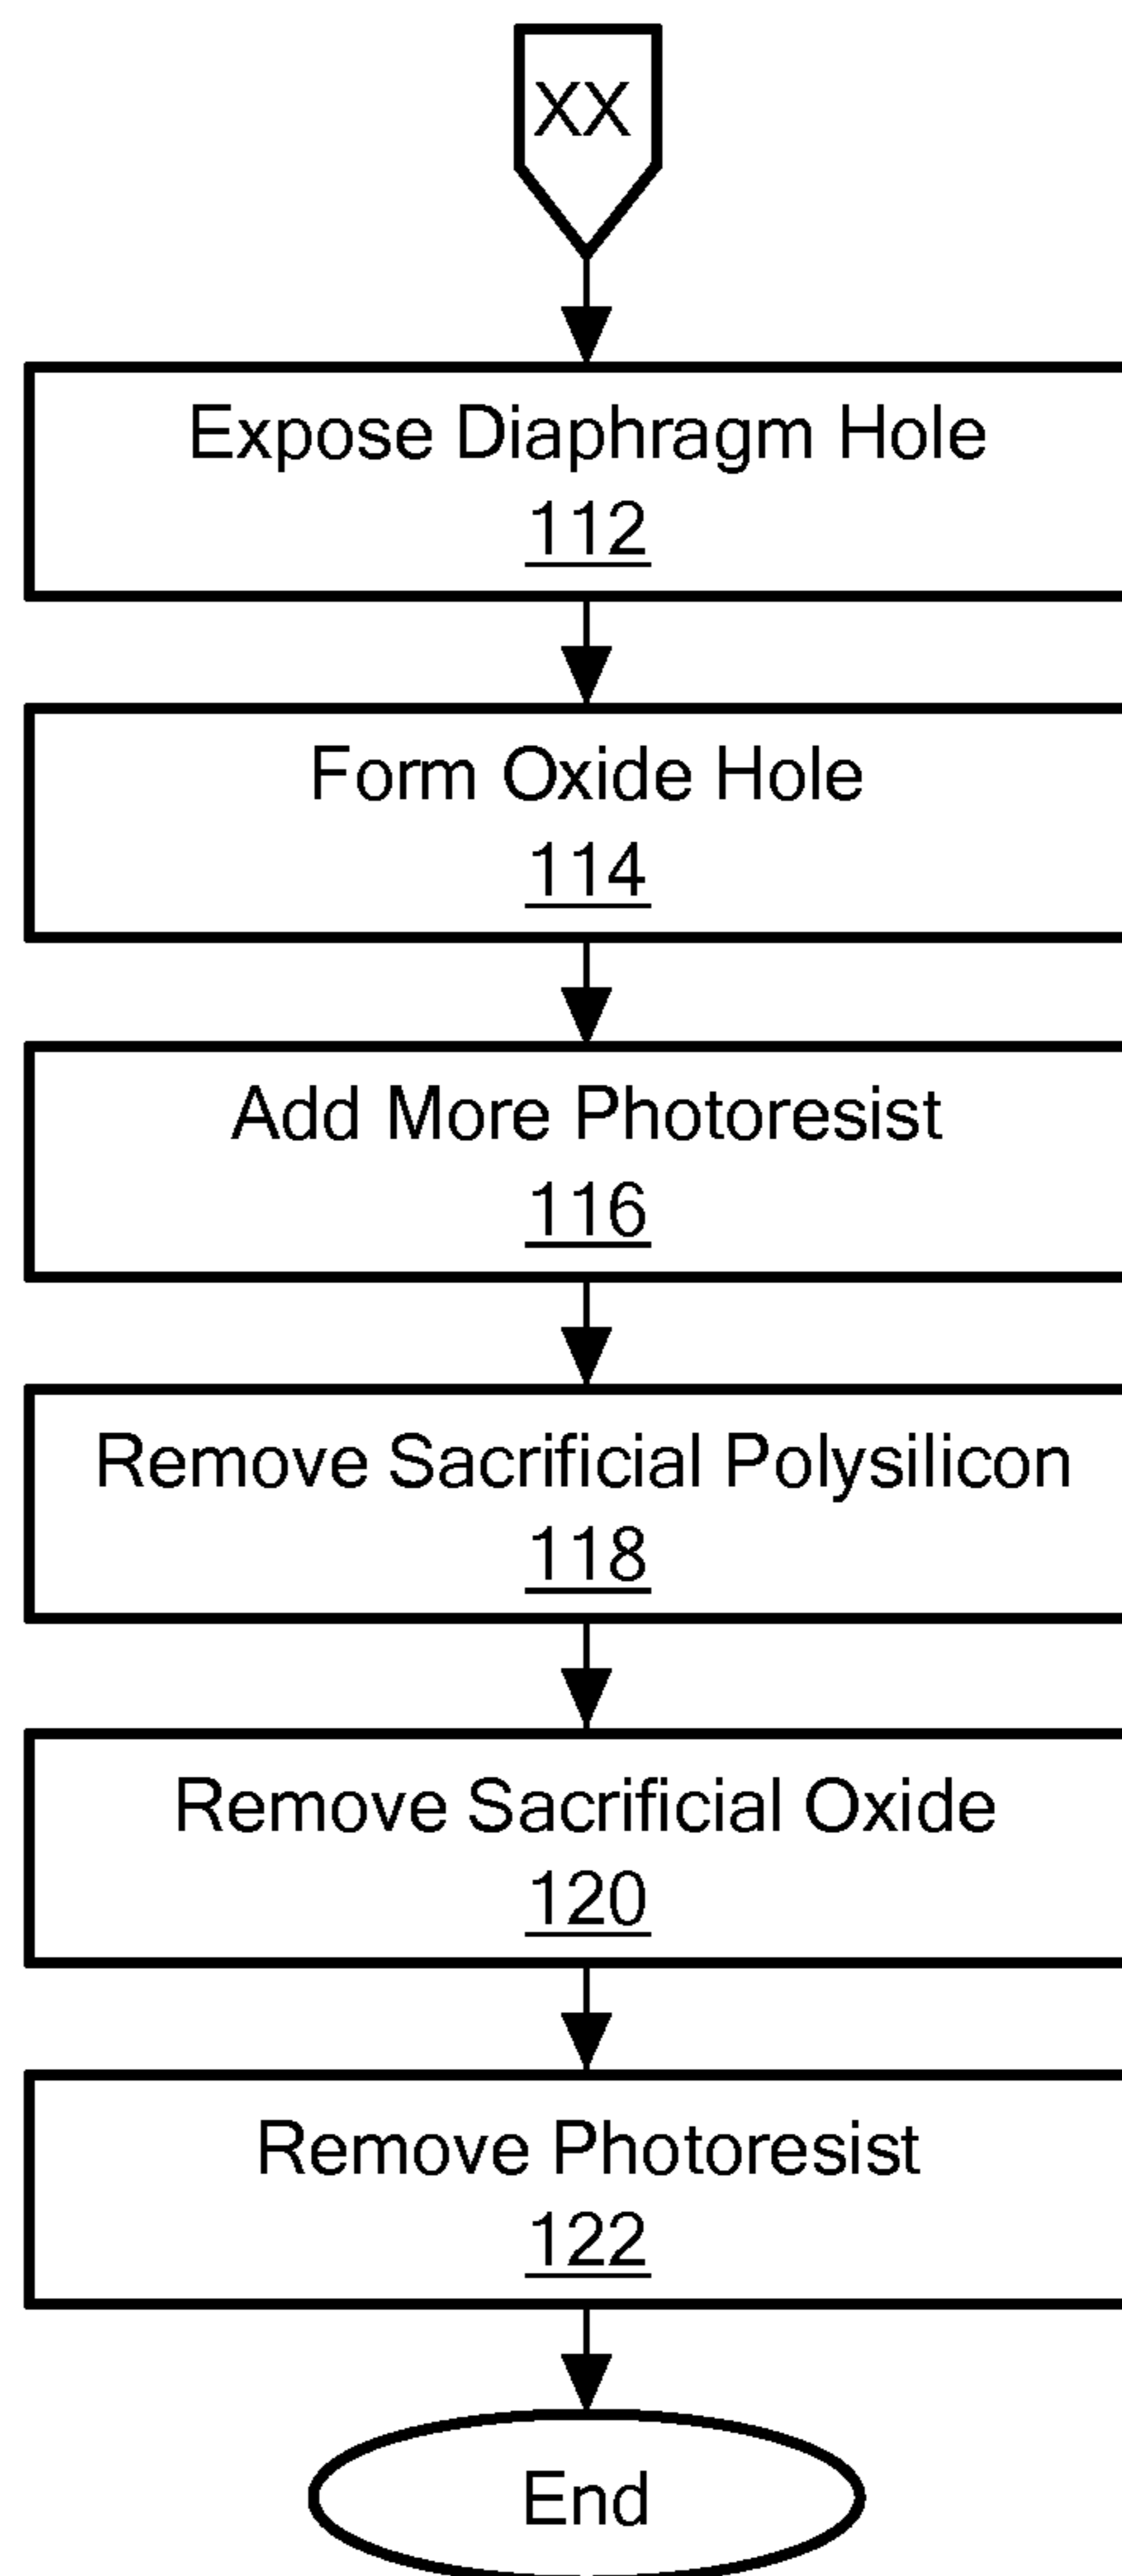 XX
Expose Diaphragm Hole
112
Form Oxide Hole
114
Add More Photoresist
116
Remove Sacrificial Polysilicon
118
Remove Sacrificial Oxide
120
Remove Photoresist
122
End